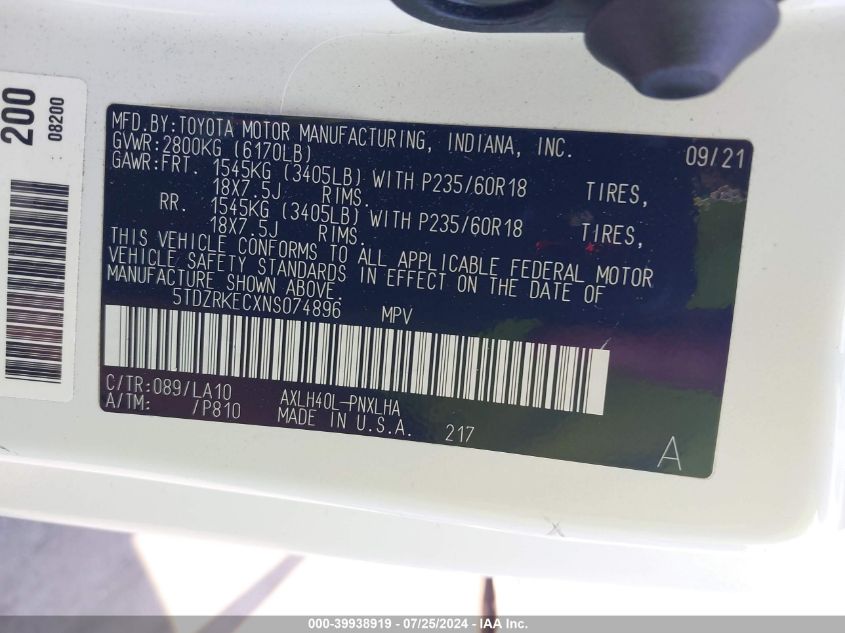 200
08200
MFD.BY:TOYOTA MOTOR MANUFACTURING, INDIANA, INC. 09/21
GVWR:2800KG (6170LB)
GAWR:FRT. 1545KG (3405LB) WITH P235/60R18 TIRES,
18X7.5J RIMS.
RR. 1545KG (3405LB) WITH P235/60R18 TIRES,
18X7.5J RIMS.
THIS VEHICLE CONFORMS TO ALL APPLICABLE FEDERAL MOTOR
VEHICLE SAFETY STANDARDS IN EFFECT ON THE DATE OF
MANUFACTURE SHOWN ABOVE.
5TDZRKECXNS074896 MPV
C/TR:089/LA10 AXLH40L-PNXLHA
A/TM: /P810 MADE IN U.S.A. 217
A
000-39938919 - 07/25/2024 - IAA Inc.